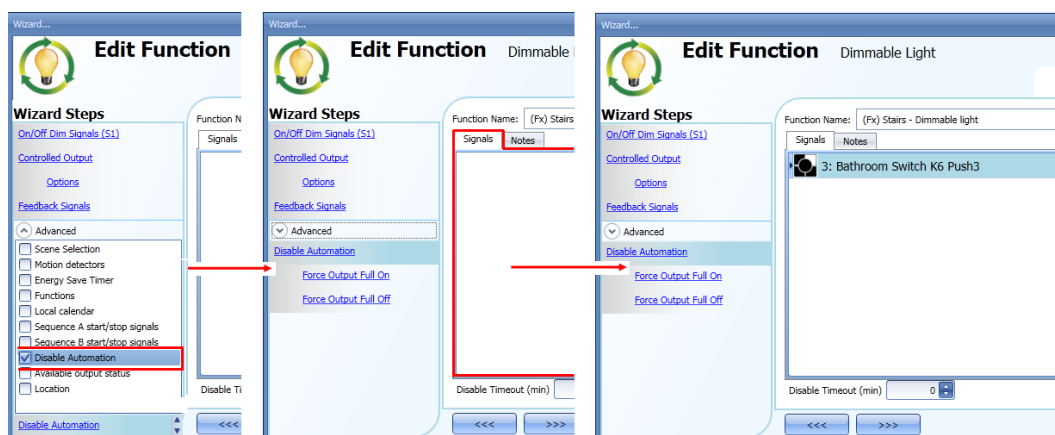 Wizard...
Edit Function
Wizard Steps
On/Off Dim Signals (S1)
Controlled Output
Options
Feedback Signals
Advanced
Scene Selection
Motion detectors
Energy Save Timer
Functions
Local calendar
Sequence A start/stop signals
Sequence B start/stop signals
Disable Automation
Available output status
Location
Disable Automation
Function N
Signals
Disable Ti
<<<
Wizard...
Edit Function Dimmable
Wizard Steps
On/Off Dim Signals (S1)
Controlled Output
Options
Feedback Signals
Advanced
Disable Automation
Force Output Full On
Force Output Full Off
Function Name: (Fx) Stairs
Signals Notes
Disable Timeout (min)
<<< >>>
Wizard...
Edit Function Dimmable Light
Wizard Steps
On/Off Dim Signals (S1)
Controlled Output
Options
Feedback Signals
Advanced
Disable Automation
Force Output Full On
Force Output Full Off
Function Name: (Fx) Stairs - Dimmable light
Signals Notes
3: Bathroom Switch K6 Push3
Disable Timeout (min) 0
<<< >>>